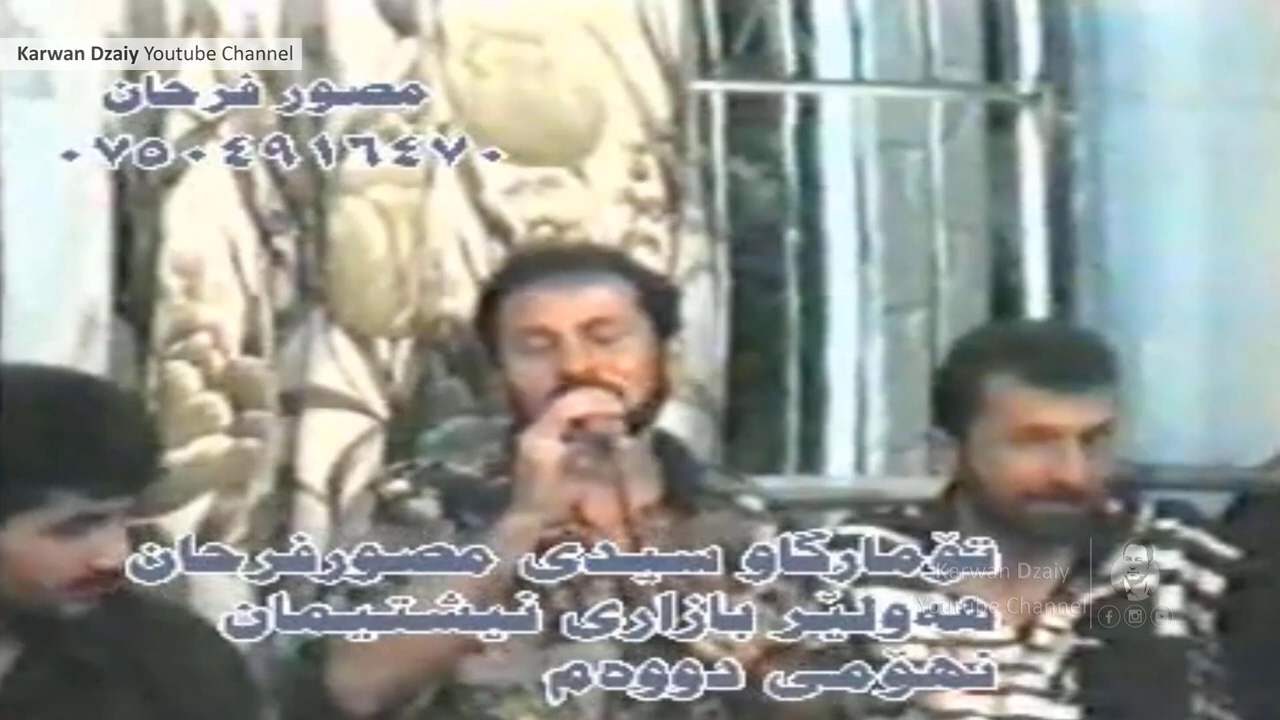 Karwan Dzaiy Youtube Channel
مصور فرحان
٠٧٥٠٤٩١٦٤٧٠
تۆمارگاو سیدی مصورفرحان
هەولێر بازاری نیشتیمان
نهۆمی دووەم
Karwan Dzaiy
Youtube Channel